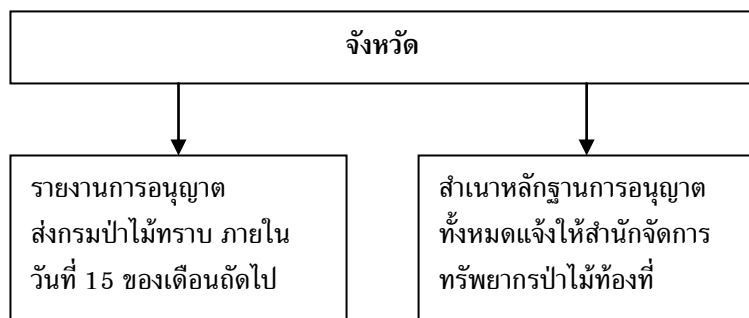 จังหวัด
รายงานการอนุญาต
ส่งกรมป่าไม้ทราบ ภายใน
วันที่ 15 ของเดือนถัดไป
สำเนาหลักฐานการอนุญาต
ทั้งหมดแจ้งให้สำนักจัดการ
ทรัพยากรป่าไม้ท้องที่